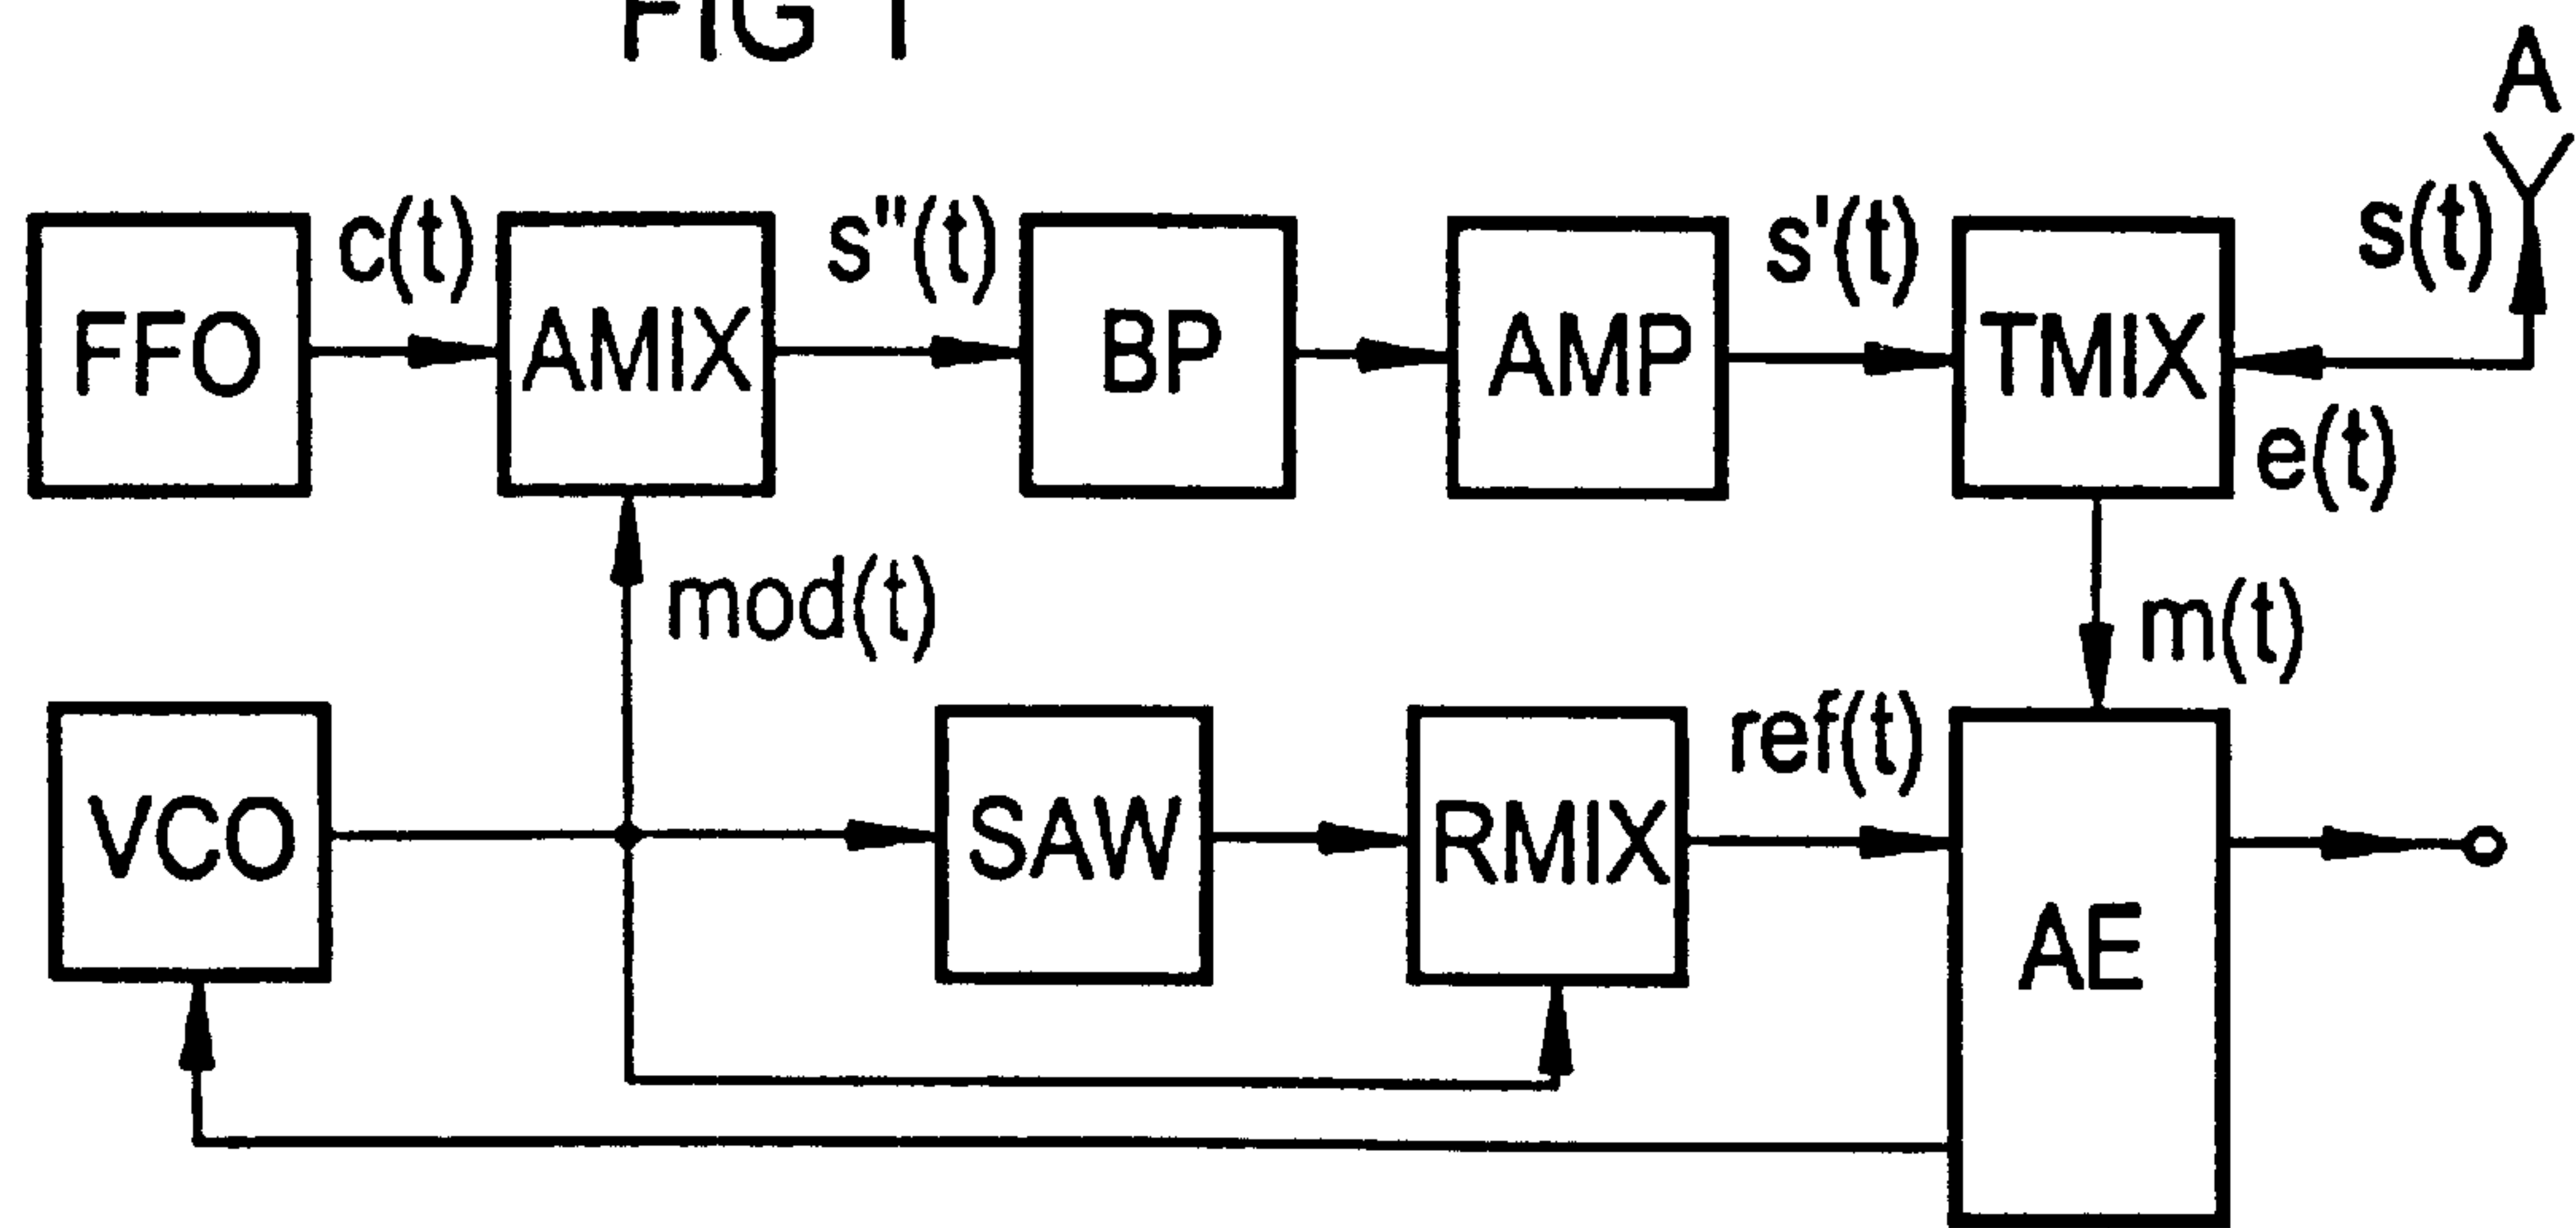 FIG 1
A
c(t)
s"(t)
s'(t)
s(t)
FFO
AMIX
BP
AMP
TMIX
e(t)
mod(t)
m(t)
ref(t)
VCO
SAW
RMIX
AE